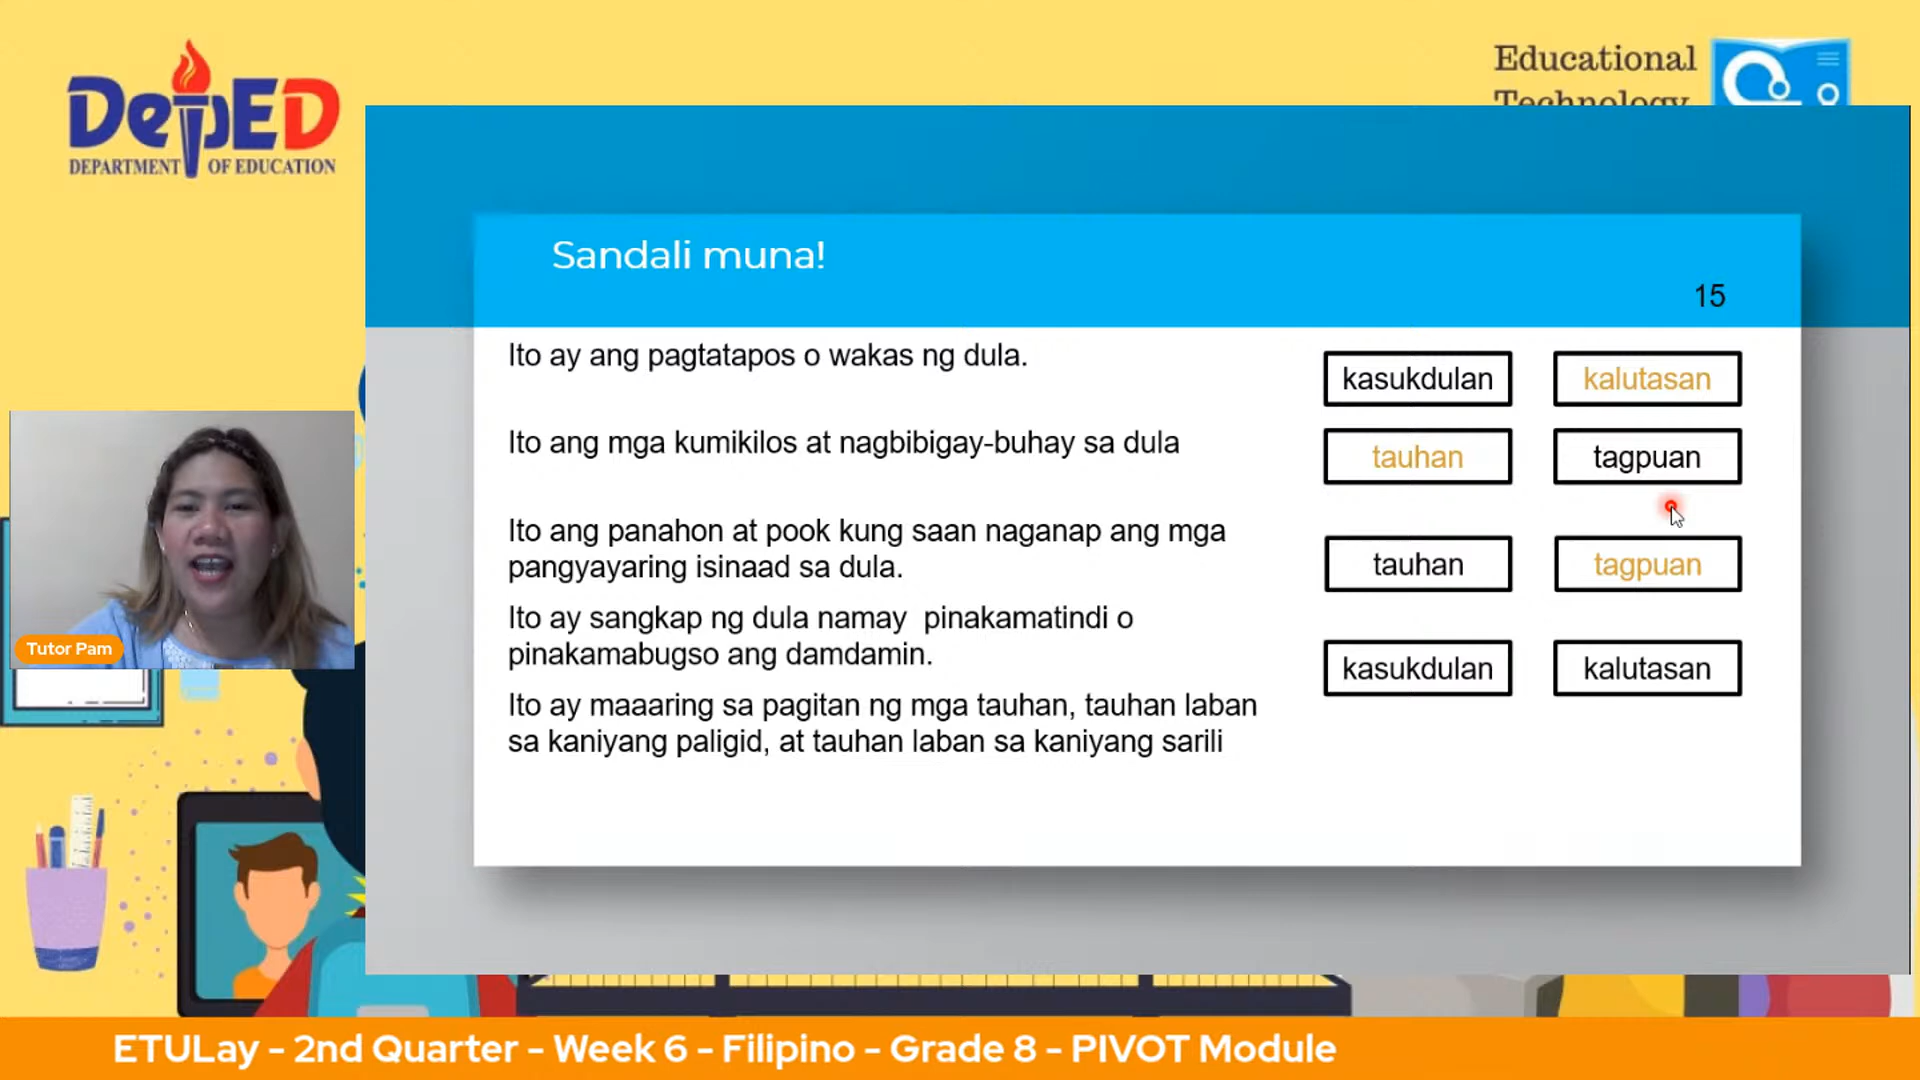 DepED
DEPARTMENT OF EDUCATION
Educational
Technology
Sandali muna!
15
Ito ay ang pagtatapos o wakas ng dula.
kasukdulan
kalutasan
Ito ang mga kumikilos at nagbibigay-buhay sa dula
tauhan
tagpuan
Ito ang panahon at pook kung saan naganap ang mga
pangyayaring isinaad sa dula.
tauhan
tagpuan
Ito ay sangkap ng dula namay  pinakamatindi o
pinakamabugso ang damdamin.
kasukdulan
kalutasan
Ito ay maaaring sa pagitan ng mga tauhan, tauhan laban
sa kaniyang paligid, at tauhan laban sa kaniyang sarili
Tutor Pam
ETULay - 2nd Quarter - Week 6 - Filipino - Grade 8 - PIVOT Module